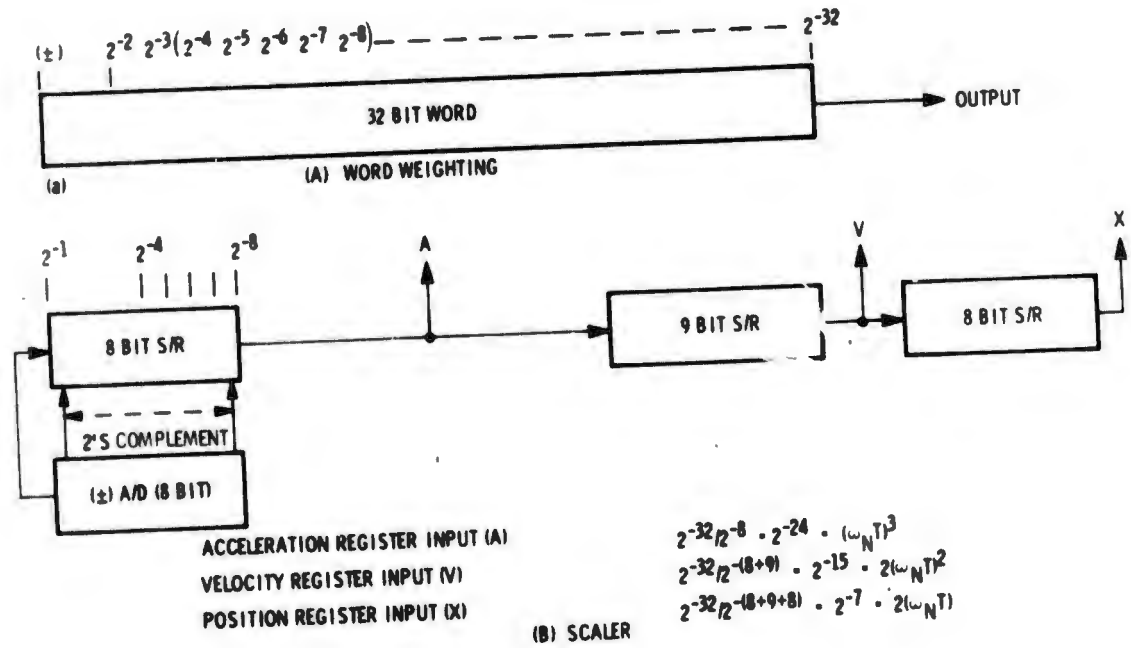 (±) 2⁻² 2⁻³(2⁻⁴ 2⁻⁵ 2⁻⁶ 2⁻⁷ 2⁻⁸) 2⁻³²
32 BIT WORD
OUTPUT
(a)
(A) WORD WEIGHTING
2⁻¹ 2⁻⁴ 2⁻⁸
A
V
X
8 BIT S/R
9 BIT S/R
8 BIT S/R
2'S COMPLEMENT
(±) A/D (8 BIT)
ACCELERATION REGISTER INPUT (A) 2⁻³²/2⁻⁸ - 2⁻²⁴ - (ω_NT)³
VELOCITY REGISTER INPUT (V) 2⁻³²/2⁻⁽⁸⁺⁹⁾ - 2⁻¹⁵ - 2(ω_NT)²
POSITION REGISTER INPUT (X) 2⁻³²/2⁻⁽⁸⁺⁹⁺⁸⁾ - 2⁻⁷ - 2(ω_NT)
(B) SCALER